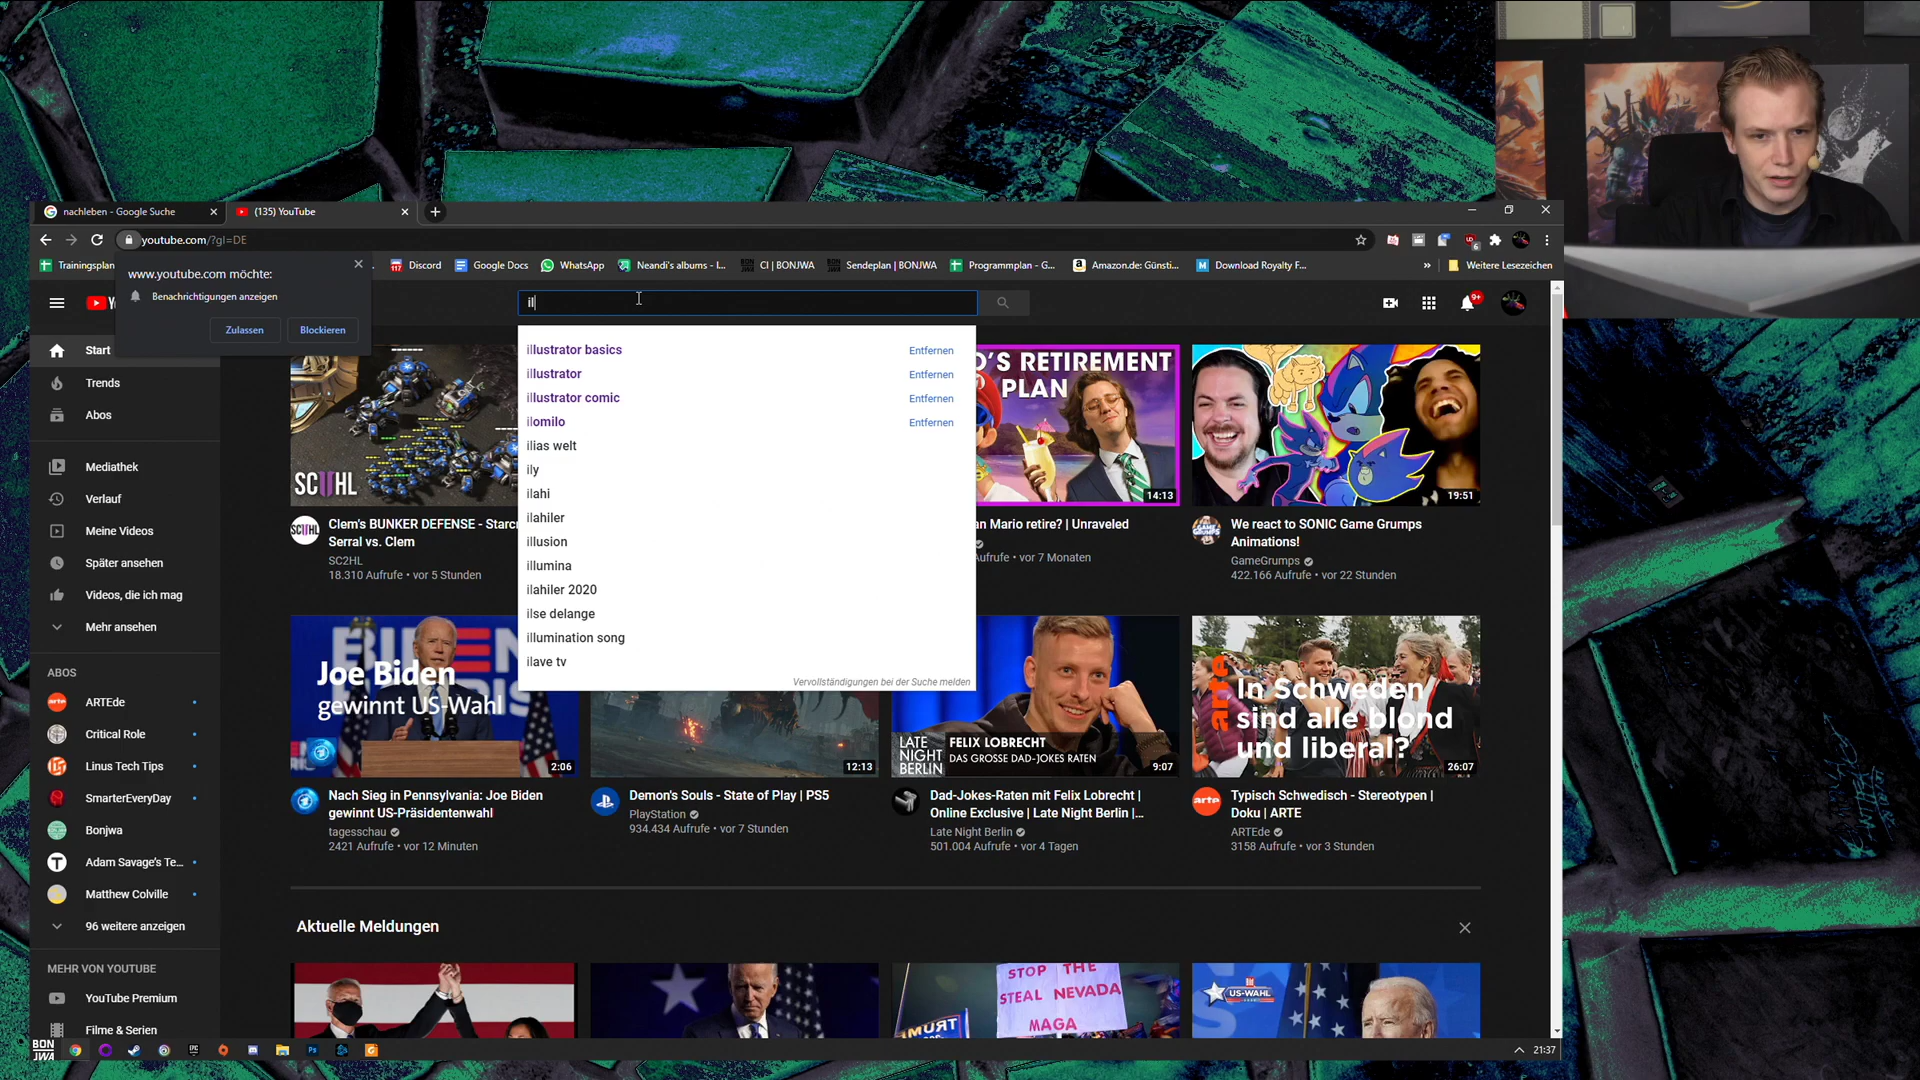 nachleben - Google Suche
(135) YouTube
youtube.com/?gl=DE
Trainingsplan
Discord
Google Docs
WhatsApp
Neandi's albums - I...
CI | BONJWA
Sendeplan | BONJWA
Programmplan - G...
Amazon.de: Günsti...
Download Royalty F...
»
Weitere Lesezeichen
www.youtube.com möchte:
Benachrichtigungen anzeigen
Zulassen
Blockieren
il
9+
illustrator basics
Entfernen
illustrator
Entfernen
illustrator comic
Entfernen
ilomilo
Entfernen
ilias welt
ily
ilahi
ilahiler
illusion
illumina
ilahiler 2020
ilse delange
illumination song
ilave tv
Vervollständigungen bei der Suche melden
Start
Trends
Abos
Mediathek
Verlauf
Meine Videos
Später ansehen
Videos, die ich mag
Mehr ansehen
ABOS
ARTEde
Critical Role
Linus Tech Tips
SmarterEveryDay
Bonjwa
Adam Savage's Te...
Matthew Colville
96 weitere anzeigen
MEHR VON YOUTUBE
YouTube Premium
Filme & Serien
SC2HL
Clem's BUNKER DEFENSE - Starcr
Serral vs. Clem
SC2HL
18.310 Aufrufe • vor 5 Stunden
O'S RETIREMENT
PLAN
14:13
an Mario retire? | Unraveled
Aufrufe • vor 7 Monaten
19:51
We react to SONIC Game Grumps
Animations!
GameGrumps
422.166 Aufrufe • vor 22 Stunden
BIDEN
Joe Biden
gewinnt US-Wahl
2:06
Nach Sieg in Pennsylvania: Joe Biden
gewinnt US-Präsidentenwahl
tagesschau
2421 Aufrufe • vor 12 Minuten
12:13
Demon's Souls - State of Play | PS5
PlayStation
934.434 Aufrufe • vor 7 Stunden
LATE
NIGHT
BERLIN
FELIX LOBRECHT
DAS GROSSE DAD-JOKES RATEN
9:07
Dad-Jokes-Raten mit Felix Lobrecht |
Online Exclusive | Late Night Berlin |...
Late Night Berlin
501.004 Aufrufe • vor 4 Tagen
arte
In Schweden
sind alle blond
und liberal?
26:07
Typisch Schwedisch - Stereotypen |
Doku | ARTE
ARTEde
3158 Aufrufe • vor 3 Stunden
Aktuelle Meldungen
STOP THE
STEAL NEVADA
MAGA
US-WAHL
BON
JWA
21:37